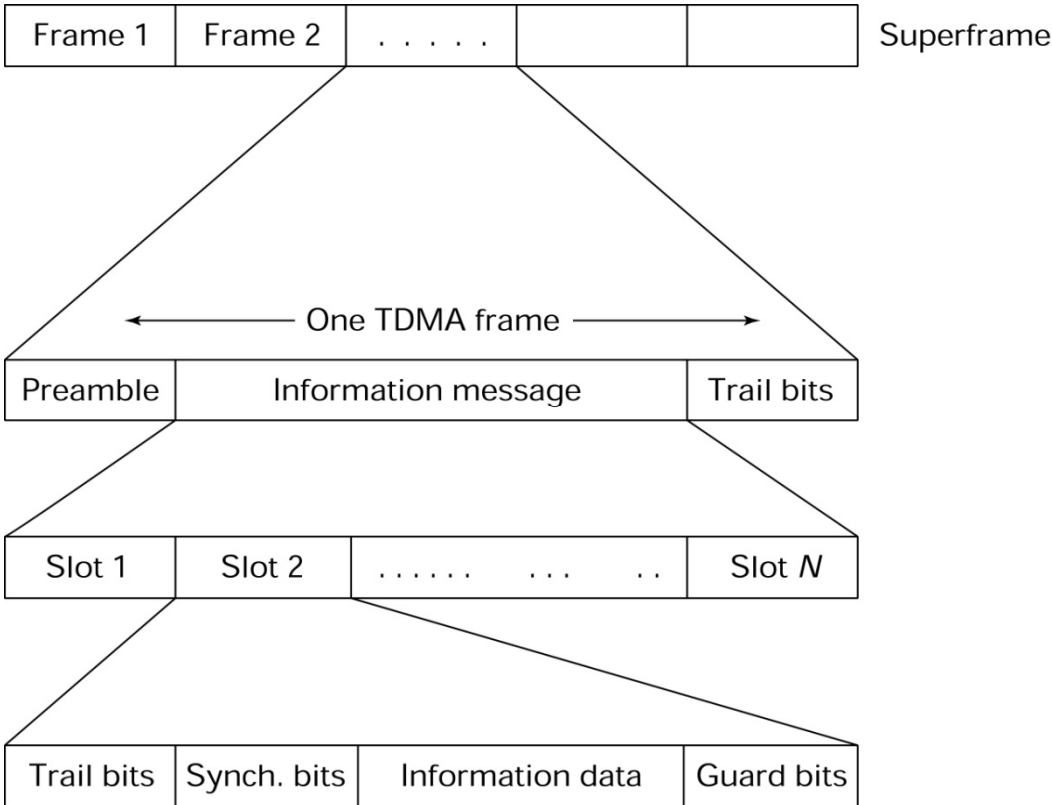 Frame 1 Frame 2 . . . . . Superframe
One TDMA frame
Preamble Information message Trail bits
Slot 1 Slot 2 . . . . . . . . . . . Slot N
Trail bits Synch. bits Information data Guard bits